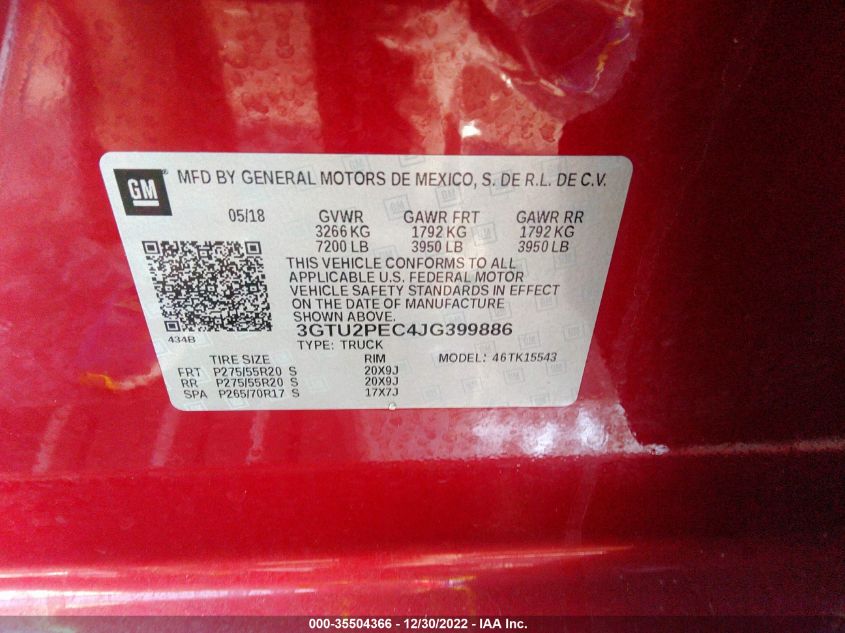 GM
MFD BY GENERAL MOTORS DE MEXICO, S. DE R.L. DE C.V.
05/18 GVWR GAWR FRT GAWR RR
3266 KG 1792 KG 1792 KG
7200 LB 3950 LB 3950 LB
THIS VEHICLE CONFORMS TO ALL
APPLICABLE U.S. FEDERAL MOTOR
VEHICLE SAFETY STANDARDS IN EFFECT
ON THE DATE OF MANUFACTURE
SHOWN ABOVE.
434B
3GTU2PEC4JG399886
TYPE: TRUCK
TIRE SIZE RIM MODEL: 46TK15543
FRT P275/55R20 S 20X9J
RR P275/55R20 S 20X9J
SPA P265/70R17 S 17X7J
000-35504366 - 12/30/2022 - IAA Inc.